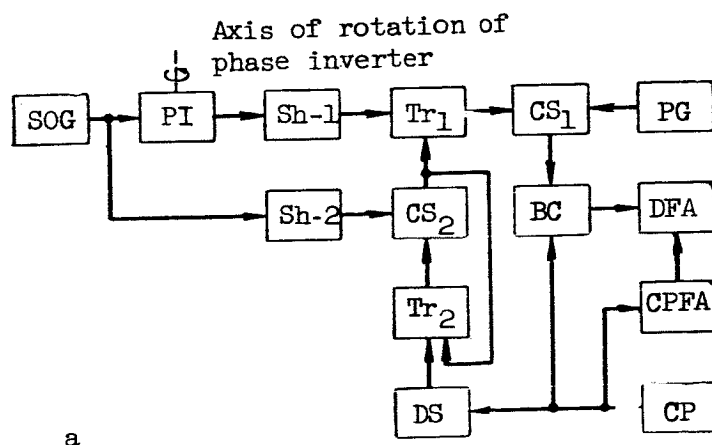 Axis of rotation of
phase inverter
SOG
PI
Sh-1
Tr1
CS1
PG
Sh-2
CS2
BC
DFA
Tr2
CPFA
DS
CP
a